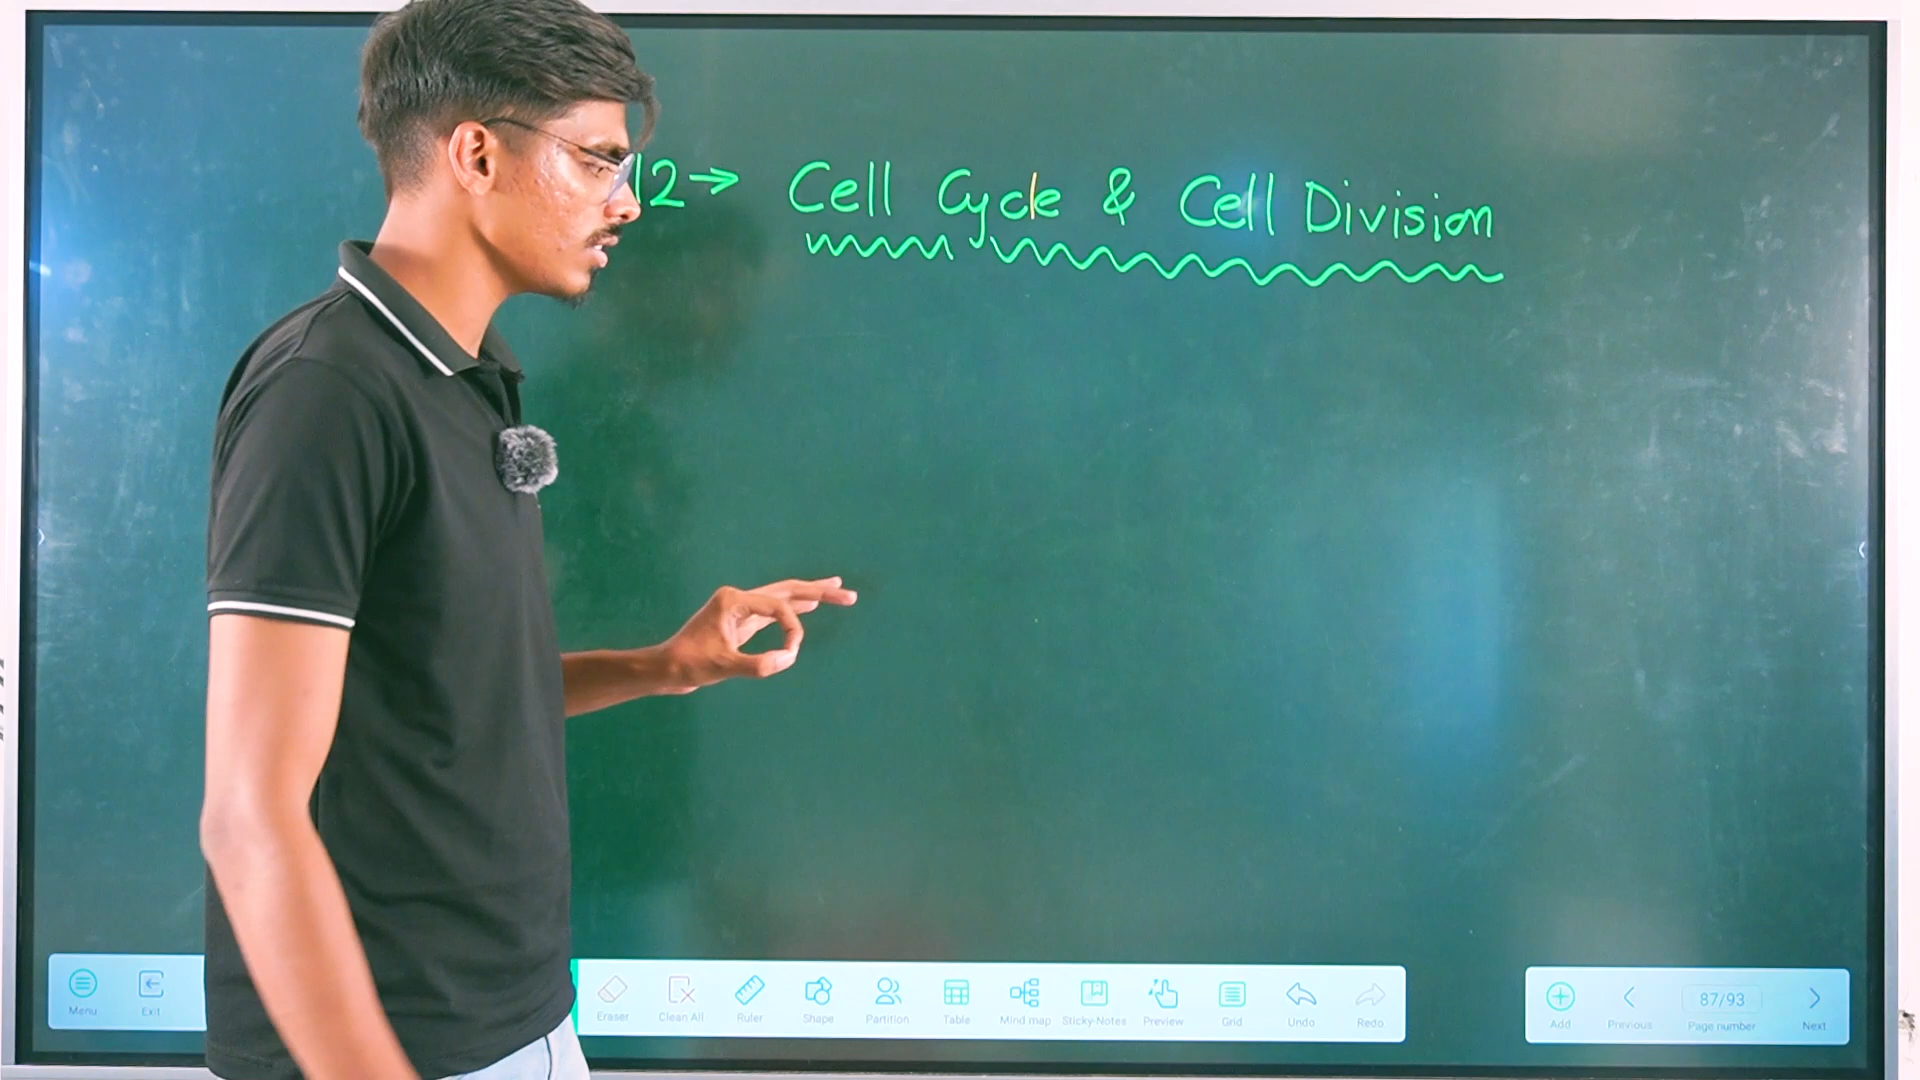 12→ Cell Cycle & Cell Division
Menu Exit Eraser Clean All Ruler Shape Partition Table Mind map Sticky-Notes Preview Grid Undo Redo
Add Previous 87/93 Page number Next